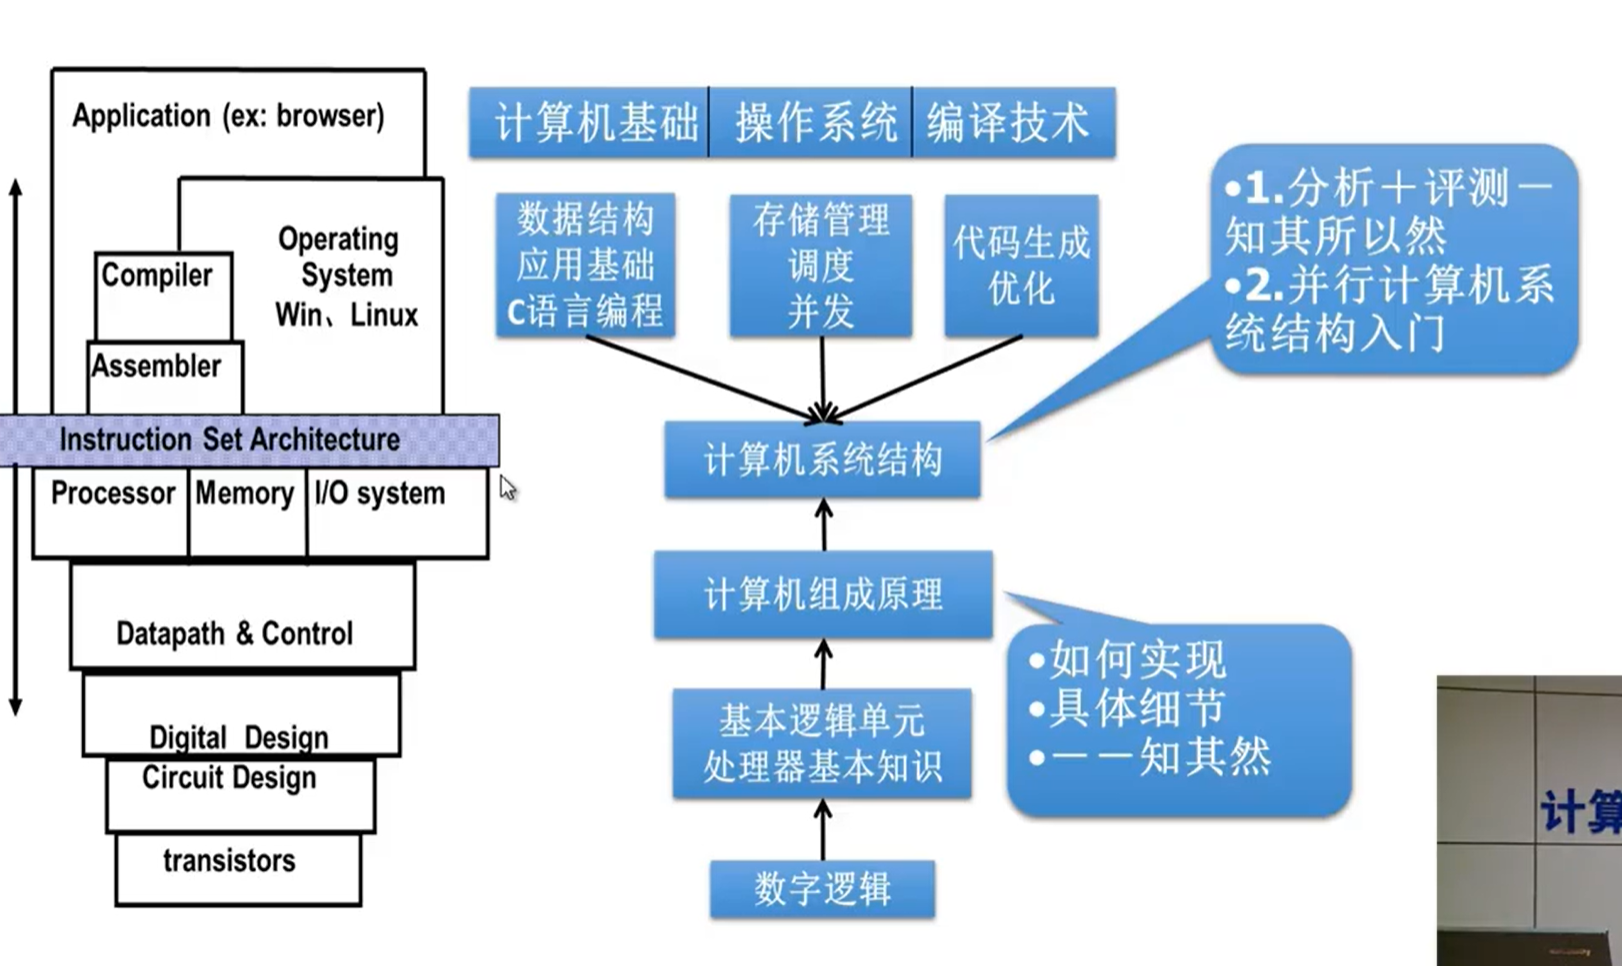 Application (ex: browser)
Operating
System
Win、Linux
Compiler
Assembler
Instruction Set Architecture
Processor
Memory
I/O system
Datapath & Control
Digital Design
Circuit Design
transistors
计算机基础
操作系统
编译技术
数据结构
应用基础
C语言编程
存储管理
调度
并发
代码生成
优化
计算机系统结构
计算机组成原理
基本逻辑单元
处理器基本知识
数字逻辑
•1.分析＋评测－
知其所以然
•2.并行计算机系
统结构入门
•如何实现
•具体细节
•－－知其然
计算